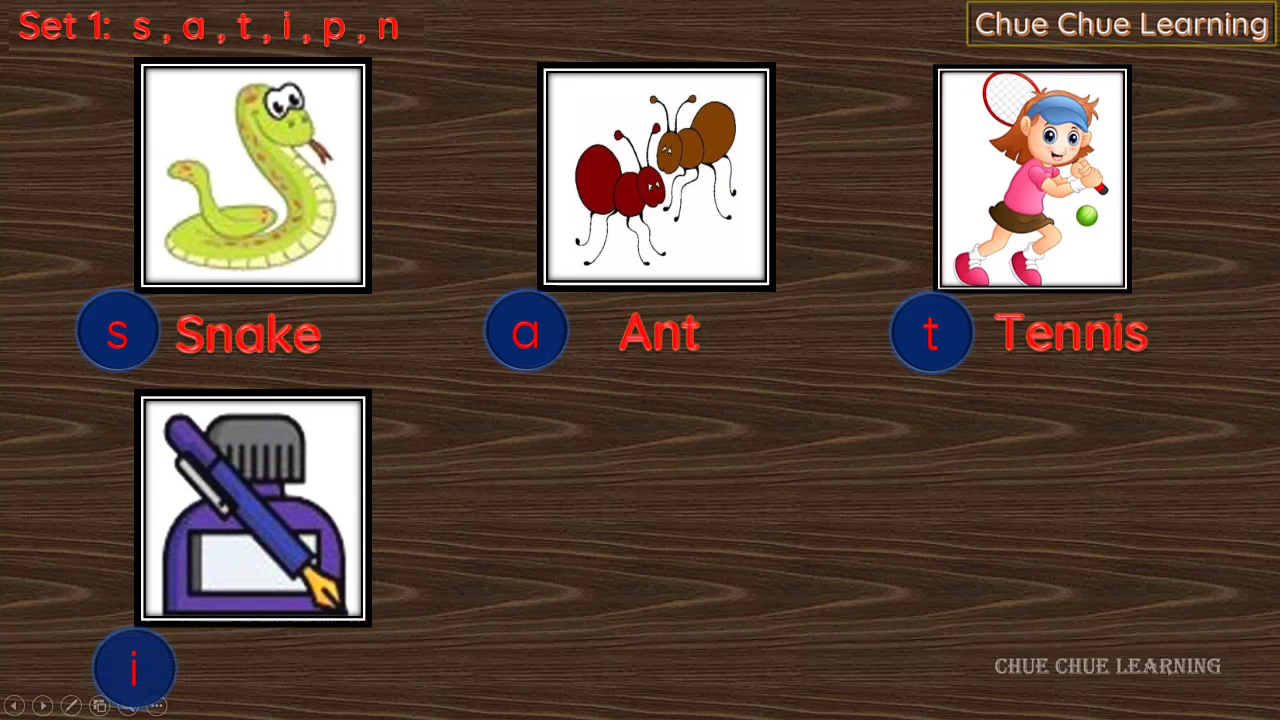 Set 1: s , a , t , i , p , n
Chue Chue Learning
s Snake
a Ant
t Tennis
i
CHUE CHUE LEARNING